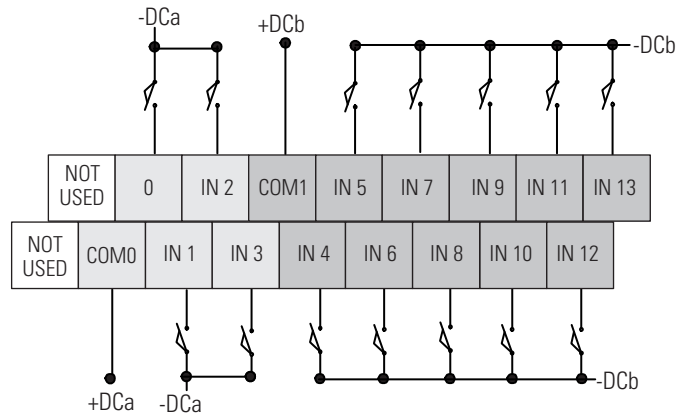 -DCa
+DCb
-DCb
NOT USED
0
IN 2
COM1
IN 5
IN 7
IN 9
IN 11
IN 13
NOT USED
COM0
IN 1
IN 3
IN 4
IN 6
IN 8
IN 10
IN 12
+DCa
-DCa
-DCb